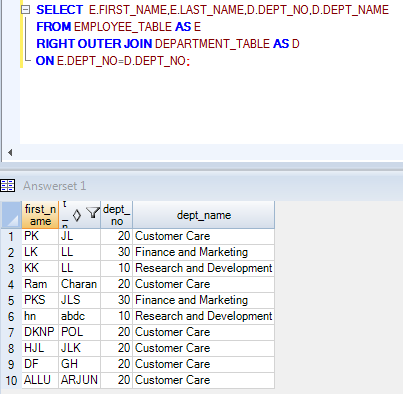 SELECT E.FIRST_NAME,E.LAST_NAME,D.DEPT_NO,D.DEPT_NAME
FROM EMPLOYEE_TABLE AS E
RIGHT OUTER JOIN DEPARTMENT_TABLE AS D
ON E.DEPT_NO=D.DEPT_NO;
Answerset 1
first_name dept_no dept_name
1 PK JL 20 Customer Care
2 LK LL 30 Finance and Marketing
3 KK LL 10 Research and Development
4 Ram Charan 20 Customer Care
5 PKS JLS 30 Finance and Marketing
6 hn abdc 10 Research and Development
7 DKNP POL 20 Customer Care
8 HJL JLK 20 Customer Care
9 DF GH 20 Customer Care
10 ALLU ARJUN 20 Customer Care